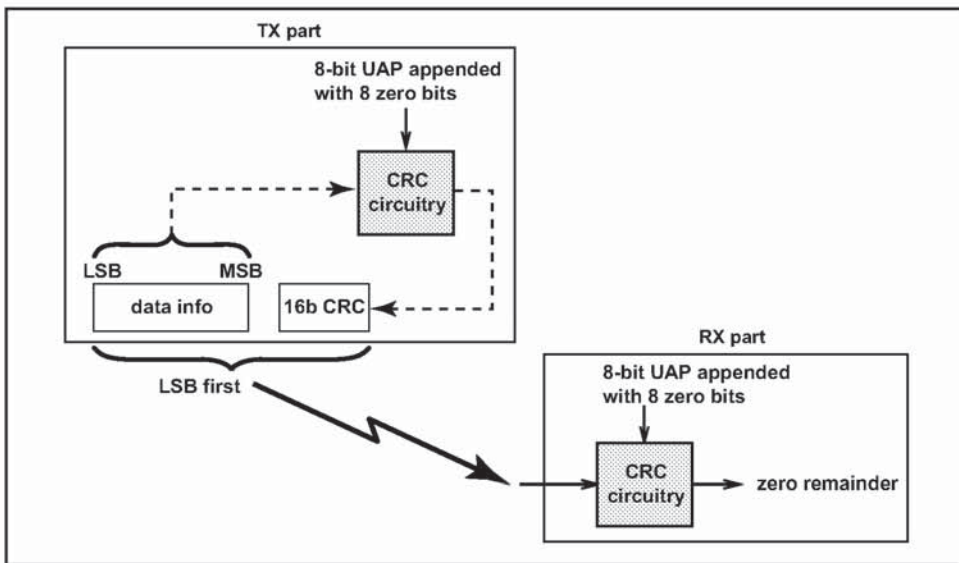 TX part
8-bit UAP appended
with 8 zero bits
CRC
circuitry
LSB
MSB
data info
16b CRC
LSB first
RX part
8-bit UAP appended
with 8 zero bits
CRC
circuitry
zero remainder